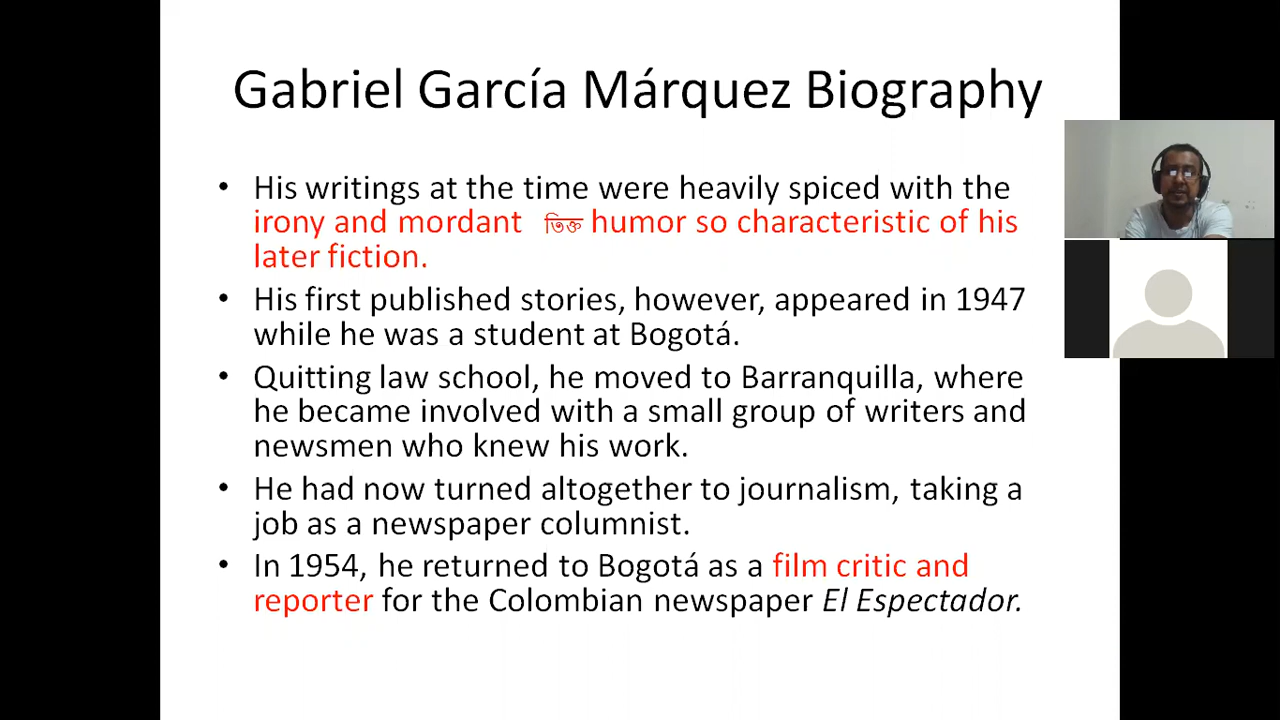 Gabriel García Márquez Biography
• His writings at the time were heavily spiced with the
irony and mordant তিক্ত humor so characteristic of his
later fiction.
• His first published stories, however, appeared in 1947
while he was a student at Bogotá.
• Quitting law school, he moved to Barranquilla, where
he became involved with a small group of writers and
newsmen who knew his work.
• He had now turned altogether to journalism, taking a
job as a newspaper columnist.
• In 1954, he returned to Bogotá as a film critic and
reporter for the Colombian newspaper El Espectador.